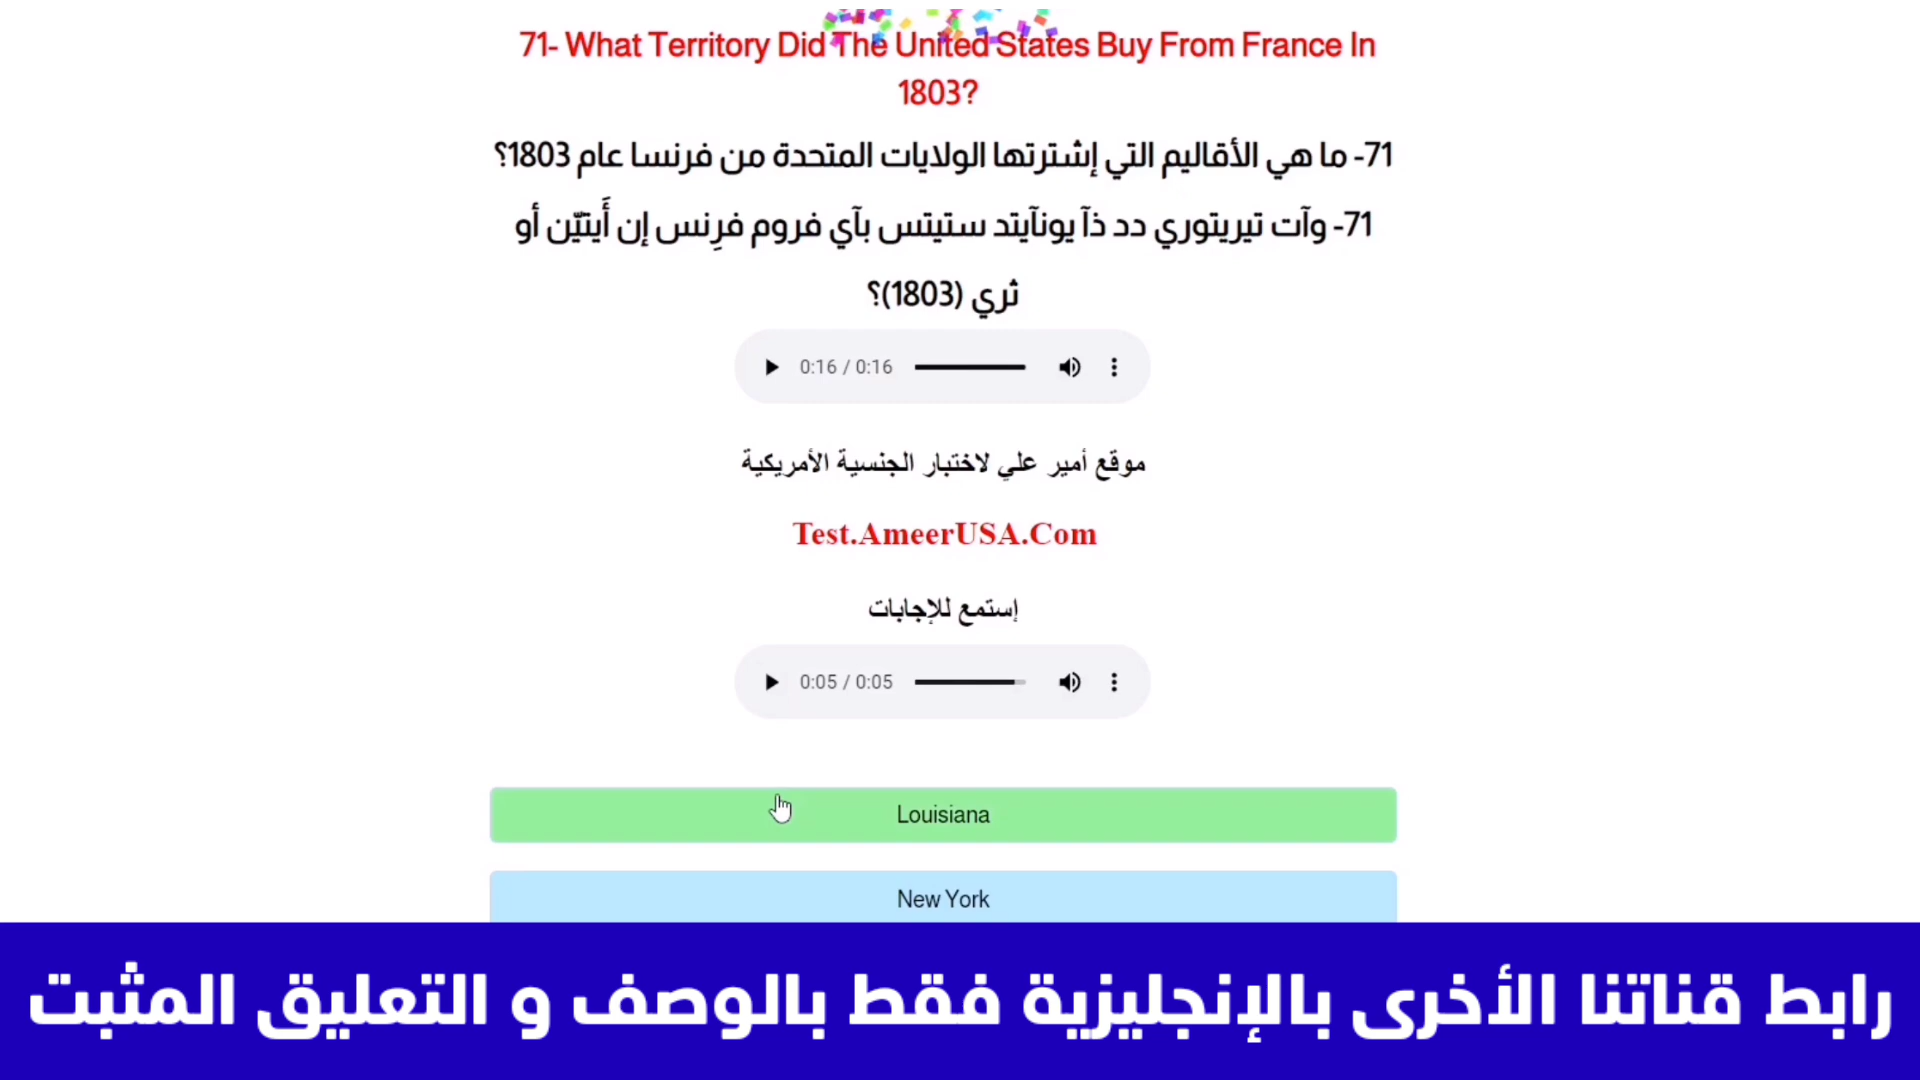 71- What Territory Did The United States Buy From France In
1803?
71- ما هي الأقاليم التي إشترتها الولايات المتحدة من فرنسا عام 1803؟
71- وآت تيريتوري دد ذآ يونآيتد ستيتس بآي فروم فرِنس إن أَيتيّن أو
ثري (1803)؟
0:16 / 0:16
موقع أمير علي لاختبار الجنسية الأمريكية
Test.AmeerUSA.Com
إستمع للإجابات
0:05 / 0:05
Louisiana
New York
رابط قناتنا الأخرى بالإنجليزية فقط بالوصف و التعليق المثبت